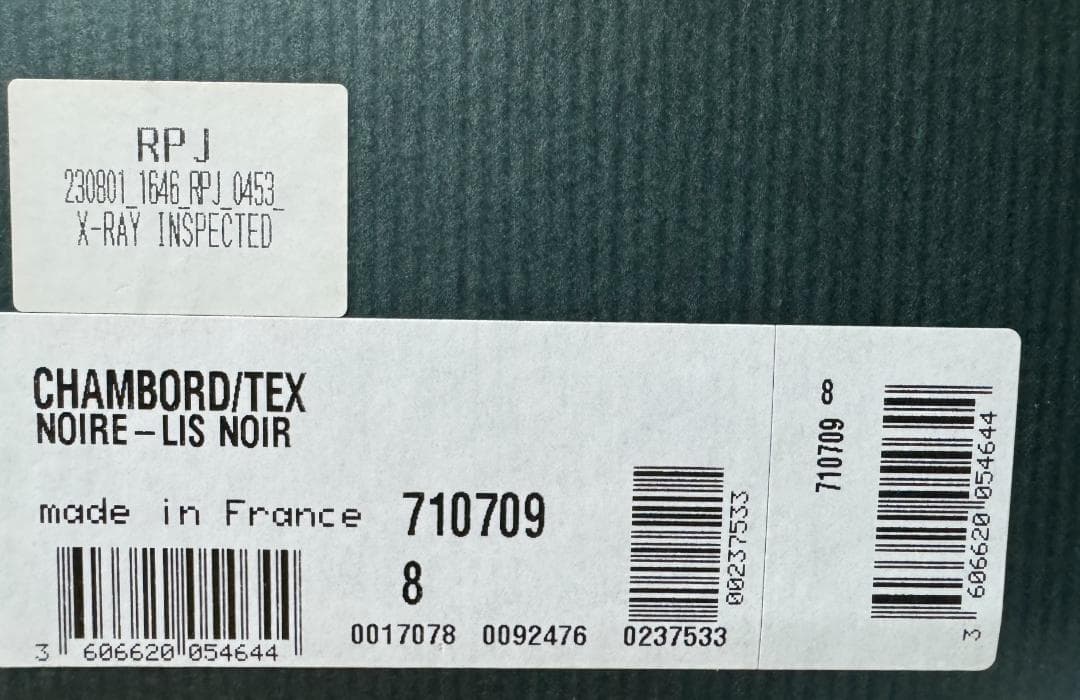 RPJ
230801_1646_RPJ_0453_
X-RAY INSPECTED
CHAMBORD/TEX
NOIRE-LIS NOIR
made in France 710709
8
0017078 0092476 0237533
3 606620 054644
00237533
710709 8
3 606620 054644